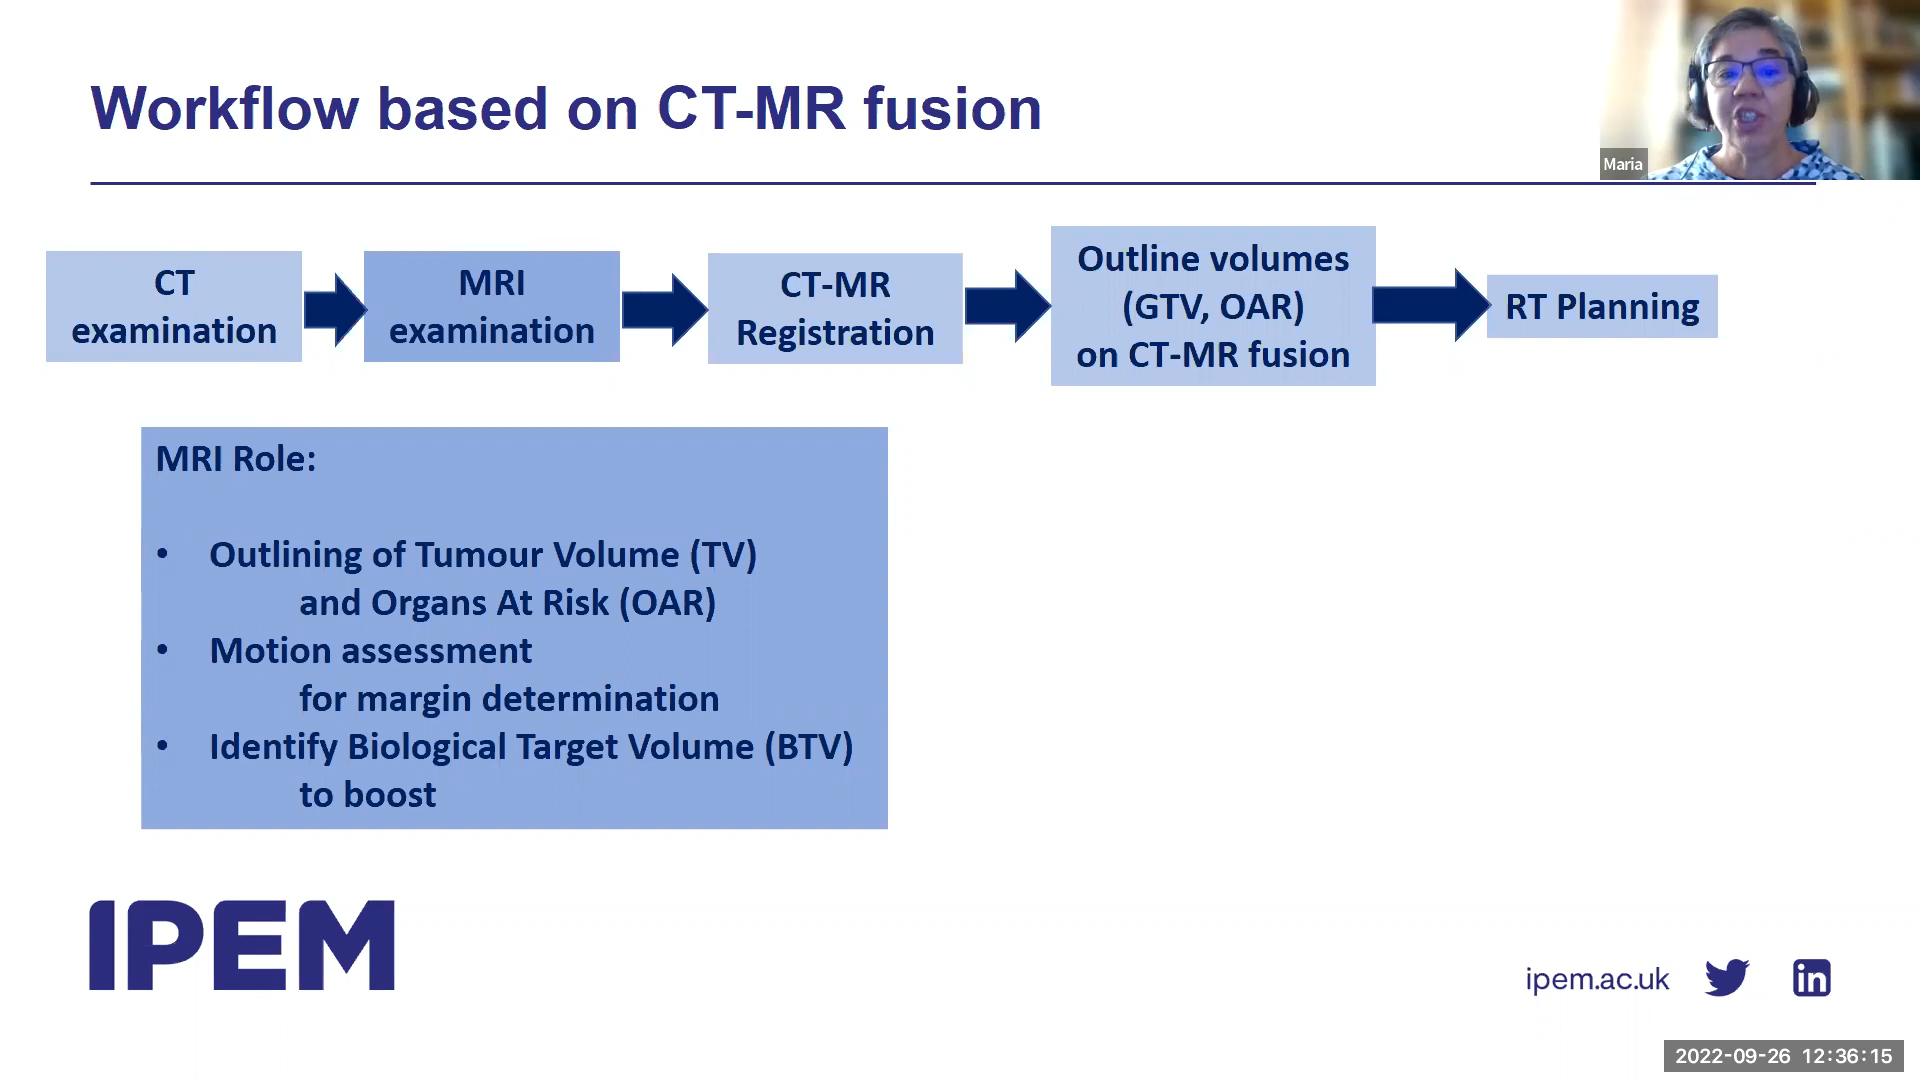 Workflow based on CT-MR fusion
Maria
CT
examination
MRI
examination
CT-MR
Registration
Outline volumes
(GTV, OAR)
on CT-MR fusion
RT Planning
MRI Role:
• Outlining of Tumour Volume (TV)
and Organs At Risk (OAR)
• Motion assessment
for margin determination
• Identify Biological Target Volume (BTV)
to boost
IPEM
ipem.ac.uk
in
2022-09-26 12:36:15